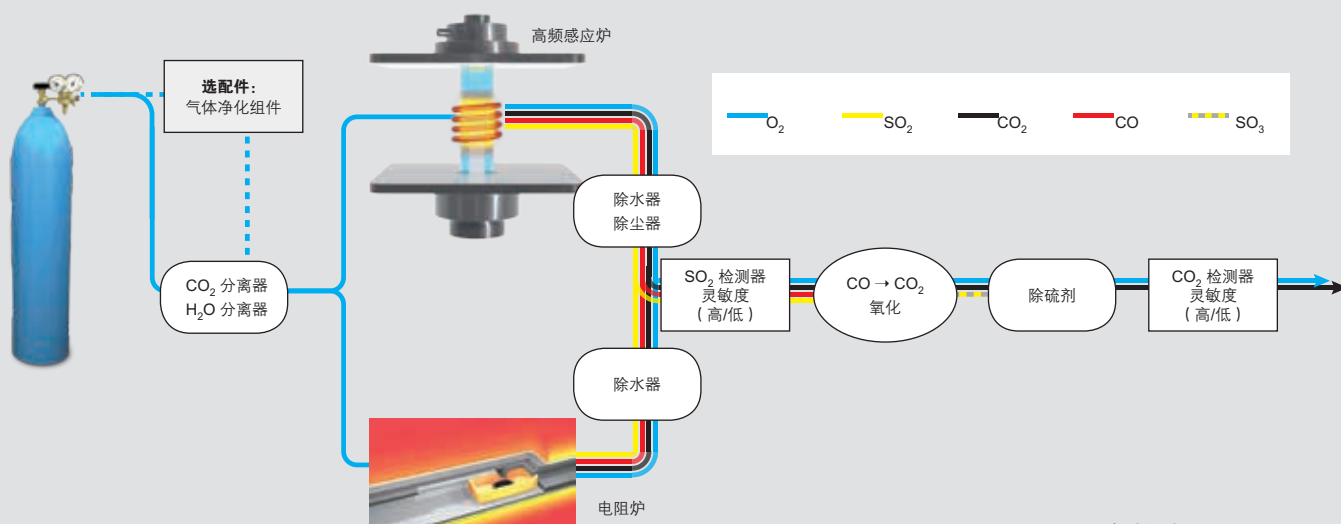 高频感应炉
选配件：
气体净化组件
O₂
SO₂
CO₂
CO
SO₃
除水器
除尘器
CO₂ 分离器
H₂O 分离器
SO₂ 检测器
灵敏度
（高/低）
CO → CO₂
氧化
除硫剂
CO₂ 检测器
灵敏度
（高/低）
除水器
电阻炉